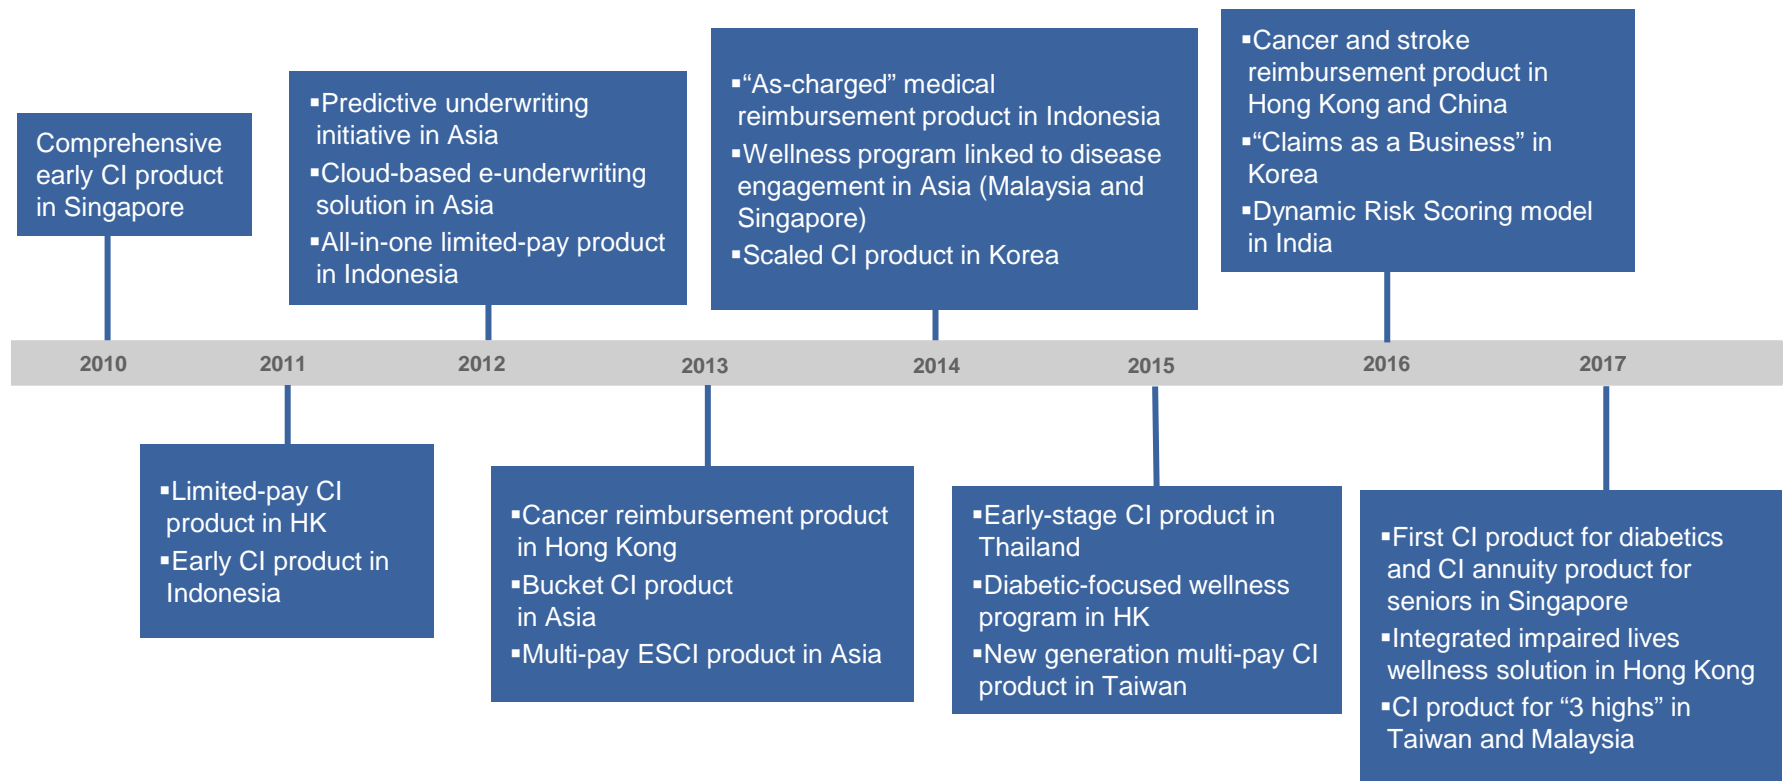 Comprehensive
early CI product
in Singapore
▪Predictive underwriting
initiative in Asia
▪Cloud-based e-underwriting
solution in Asia
▪All-in-one limited-pay product
in Indonesia
▪“As-charged” medical
reimbursement product in Indonesia
▪Wellness program linked to disease
engagement in Asia (Malaysia and
Singapore)
▪Scaled CI product in Korea
▪Cancer and stroke
reimbursement product in
Hong Kong and China
▪“Claims as a Business” in
Korea
▪Dynamic Risk Scoring model
in India
2010 2011 2012 2013 2014 2015 2016 2017
▪Limited-pay CI
product in HK
▪Early CI product in
Indonesia
▪Cancer reimbursement product
in Hong Kong
▪Bucket CI product
in Asia
▪Multi-pay ESCI product in Asia
▪Early-stage CI product in
Thailand
▪Diabetic-focused wellness
program in HK
▪New generation multi-pay CI
product in Taiwan
▪First CI product for diabetics
and CI annuity product for
seniors in Singapore
▪Integrated impaired lives
wellness solution in Hong Kong
▪CI product for “3 highs” in
Taiwan and Malaysia